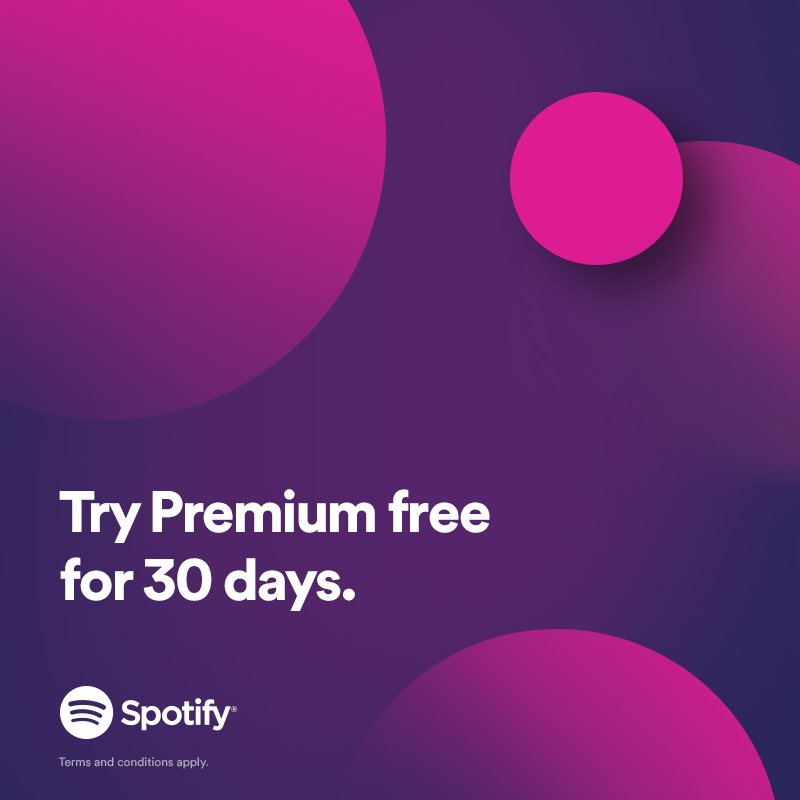 Try Premium free
for 30 days.
Spotify®
Terms and conditions apply.